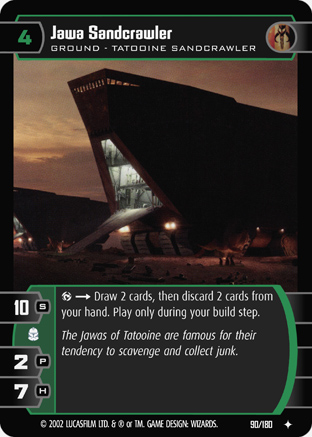 4
Jawa Sandcrawler
GROUND - TATOOINE SANDCRAWLER
10 S
2 P
7 H
→ Draw 2 cards, then discard 2 cards from
your hand. Play only during your build step.
The Jawas of Tatooine are famous for their
tendency to scavenge and collect junk.
© 2002 LUCASFILM LTD. & ® or TM. GAME DESIGN: WIZARDS. 90/180